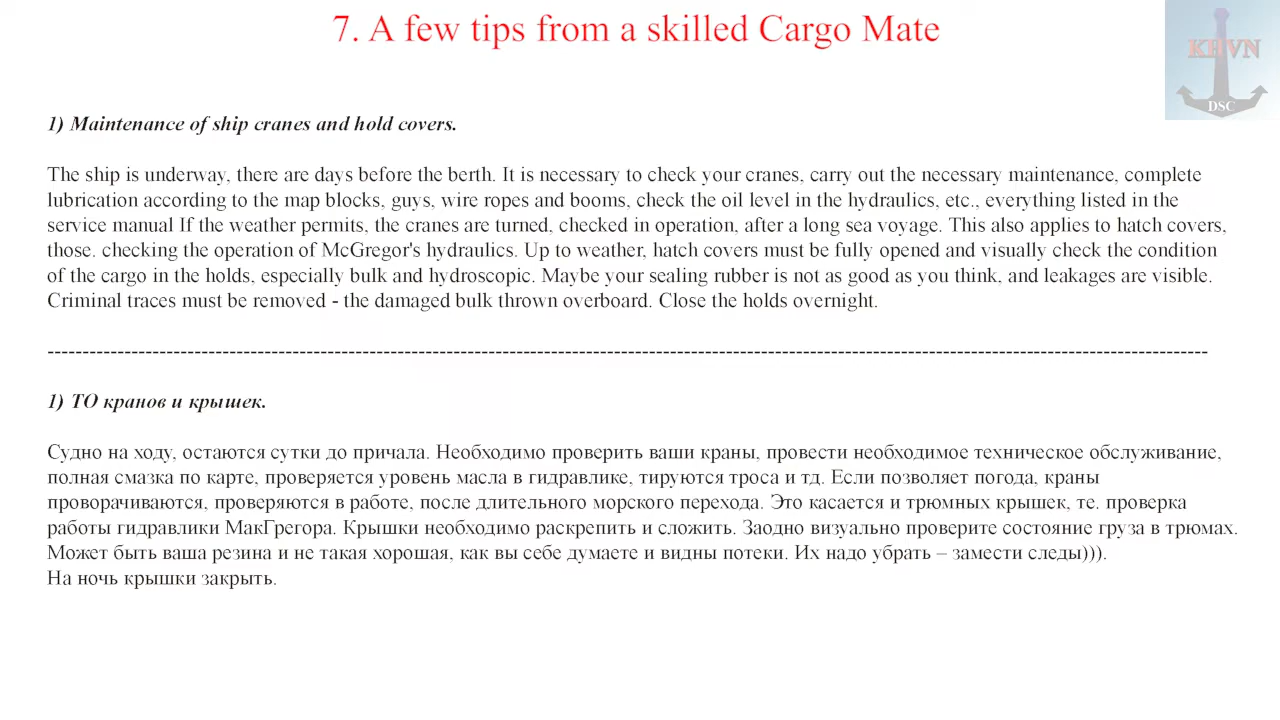 7. A few tips from a skilled Cargo Mate
KHVN
DSC
1) Maintenance of ship cranes and hold covers.
The ship is underway, there are days before the berth. It is necessary to check your cranes, carry out the necessary maintenance, complete
lubrication according to the map blocks, guys, wire ropes and booms, check the oil level in the hydraulics, etc., everything listed in the
service manual If the weather permits, the cranes are turned, checked in operation, after a long sea voyage. This also applies to hatch covers,
those. checking the operation of McGregor's hydraulics. Up to weather, hatch covers must be fully opened and visually check the condition
of the cargo in the holds, especially bulk and hydroscopic. Maybe your sealing rubber is not as good as you think, and leakages are visible.
Criminal traces must be removed - the damaged bulk thrown overboard. Close the holds overnight.
----------------------------------------------------------------------------------------------------------------------------------------------------------------------
1) ТО кранов и крышек.
Судно на ходу, остаются сутки до причала. Необходимо проверить ваши краны, провести необходимое техническое обслуживание,
полная смазка по карте, проверяется уровень масла в гидравлике, тируются троса и тд. Если позволяет погода, краны
проворачиваются, проверяются в работе, после длительного морского перехода. Это касается и трюмных крышек, те. проверка
работы гидравлики МакГрегора. Крышки необходимо раскрепить и сложить. Заодно визуально проверите состояние груза в трюмах.
Может быть ваша резина и не такая хорошая, как вы себе думаете и видны потеки. Их надо убрать – замести следы))).
На ночь крышки закрыть.